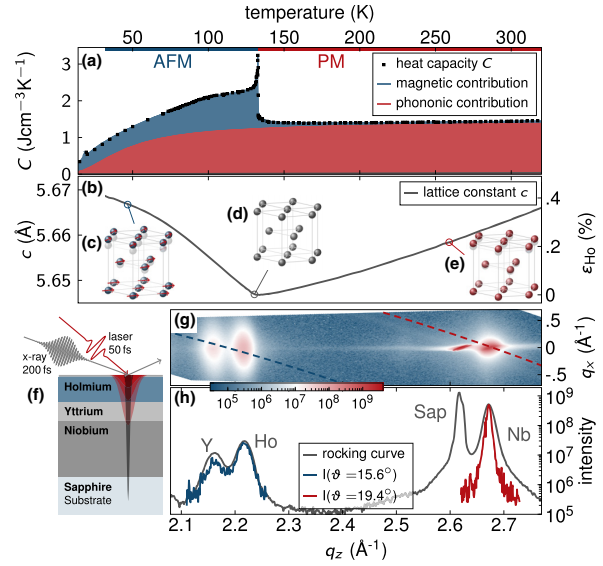 temperature (K)
50 100 150 200 250 300
AFM PM
(a)
heat capacity C
magnetic contribution
phononic contribution
C (Jcm⁻³K⁻¹)
3
2
1
0
(b)
lattice constant c
5.67
5.66
5.65
c (Å)
.4
.2
0
εHo (%)
(c)
(d)
(e)
x-ray
200 fs
laser
50 fs
(f)
Holmium
Yttrium
Niobium
Sapphire
Substrate
(g)
.5
0
-.5
qx (Å⁻¹)
10⁵ 10⁶ 10⁷ 10⁸ 10⁹
(h)
Y Ho Sap Nb
rocking curve
I(ϑ =15.6°)
I(ϑ =19.4°)
10⁹
10⁸
10⁷
10⁶
10⁵
intensity
2.1 2.2 2.3 2.4 2.5 2.6 2.7
qz (Å⁻¹)